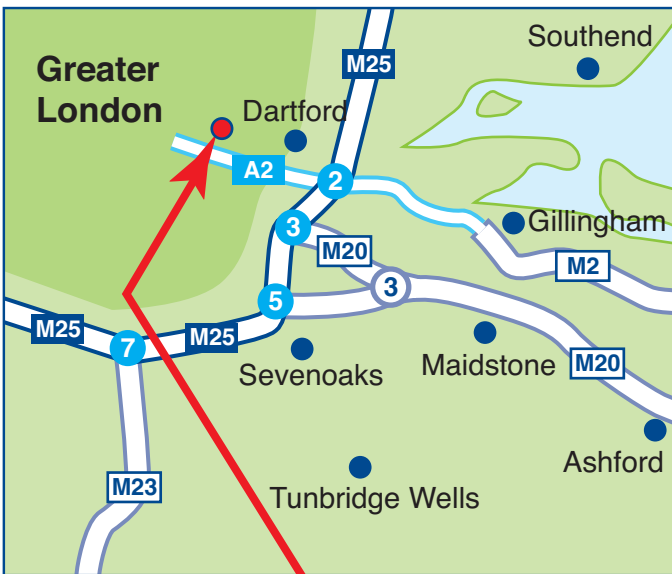 Southend
M25
Greater
London
Dartford
A2
2
3
Gillingham
M20
M2
3
5
M25
7
M25
Sevenoaks
Maidstone
M20
Ashford
M23
Tunbridge Wells